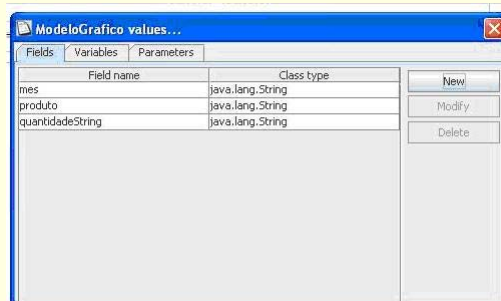 ModeloGrafico values...
Fields Variables Parameters
Field name Class type
mes java.lang.String
produto java.lang.String
quantidadeString java.lang.String
New
Modify
Delete